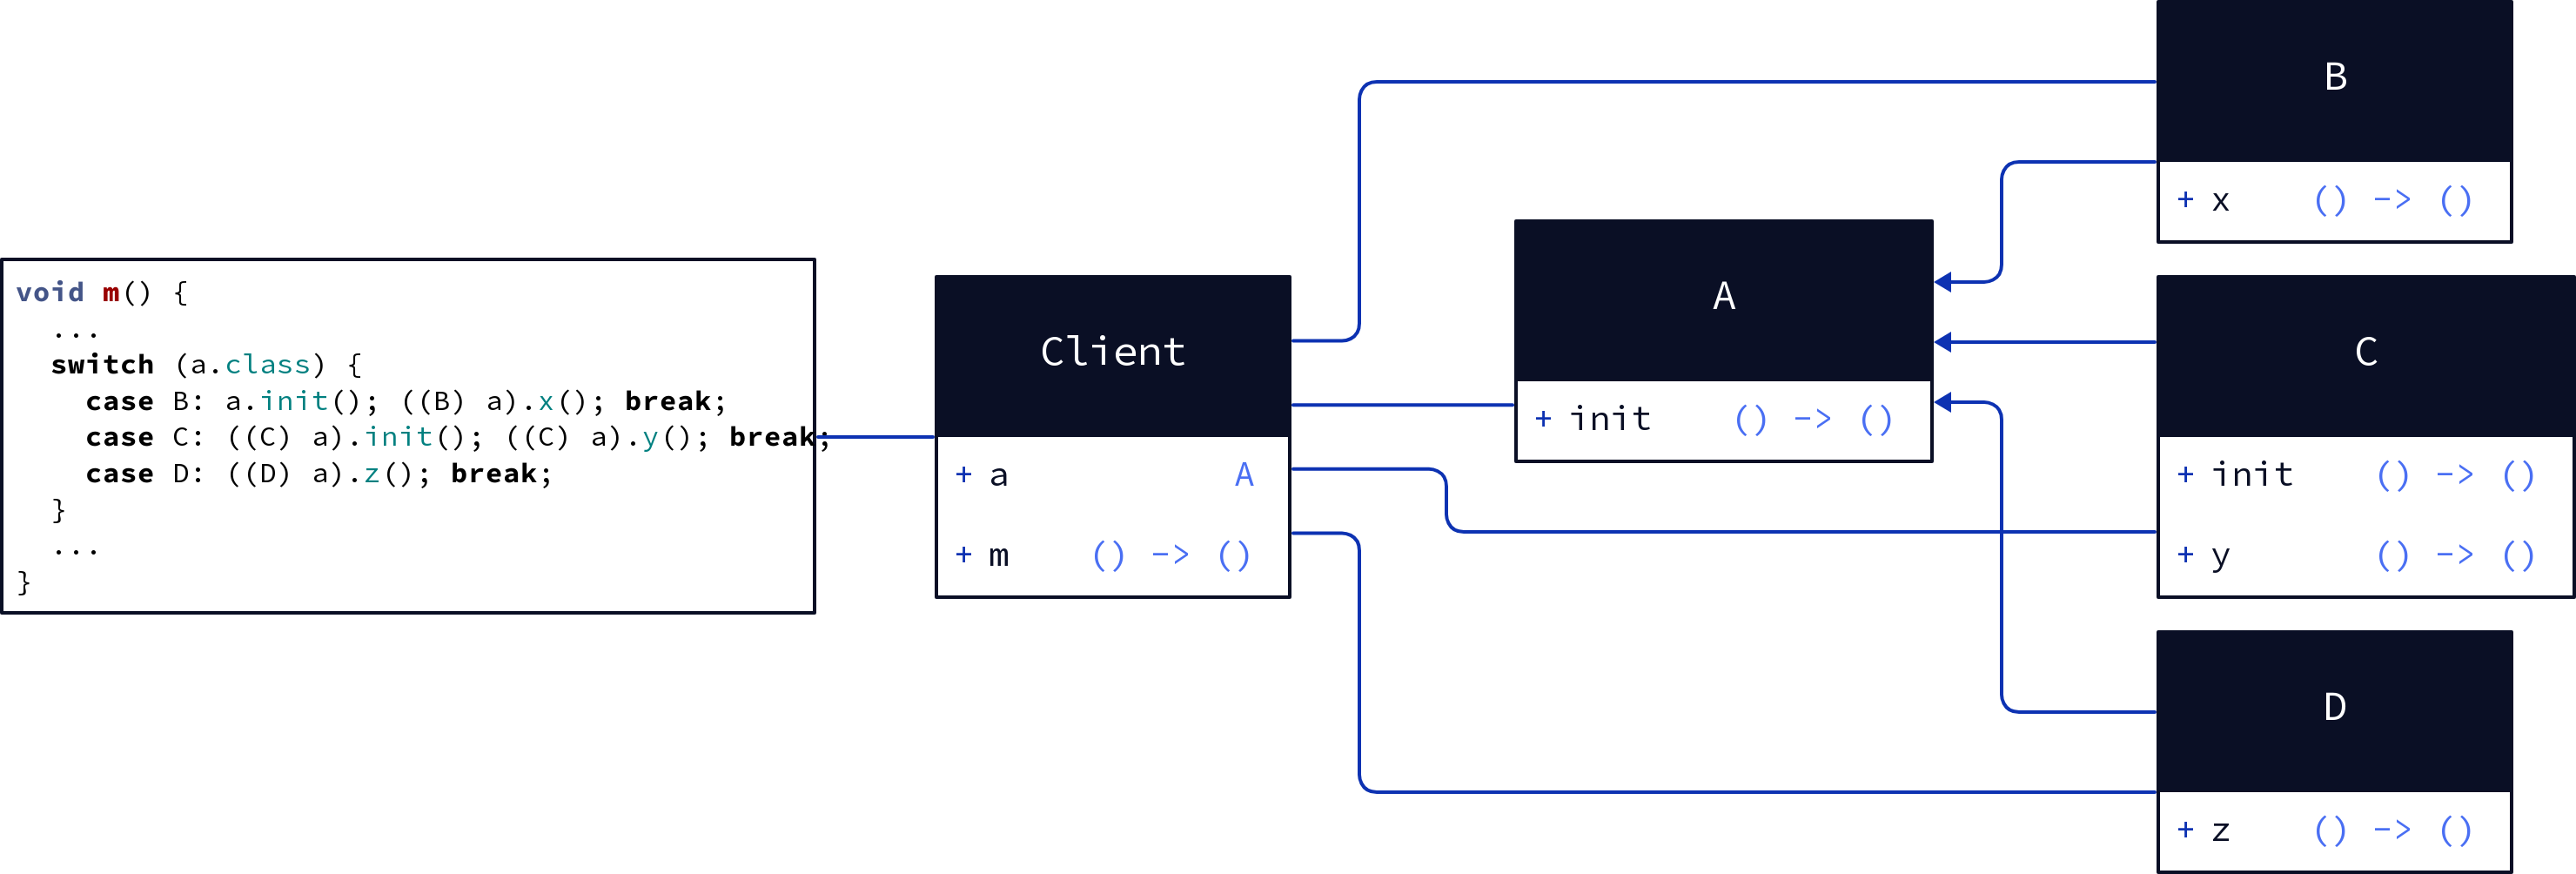 void m() {
  ...
  switch (a.class) {
    case B: a.init(); ((B) a).x(); break;
    case C: ((C) a).init(); ((C) a).y(); break;
    case D: ((D) a).z(); break;
  }
  ...
}
Client
+ a A
+ m () -> ()
A
+ init () -> ()
B
+ x () -> ()
C
+ init () -> ()
+ y () -> ()
D
+ z () -> ()